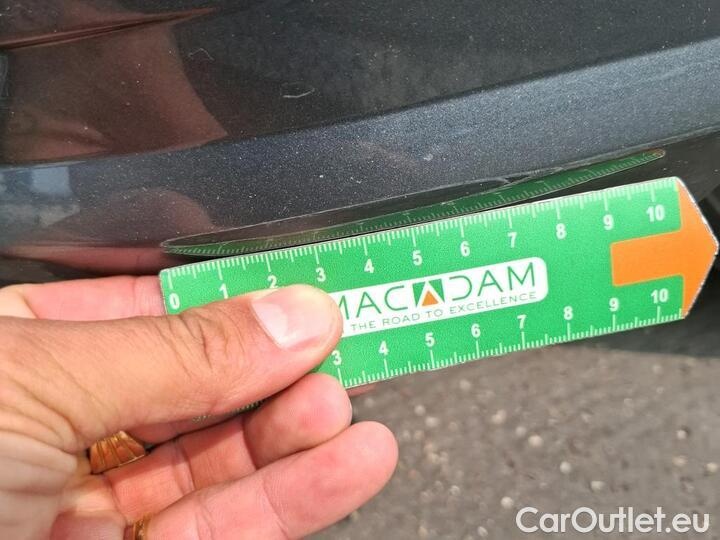 0 1 2 3 4 5 6 7 8 9 10
MACADAM
THE ROAD TO EXCELLENCE
3 4 5 6 7 8 9 10
CarOutlet.eu